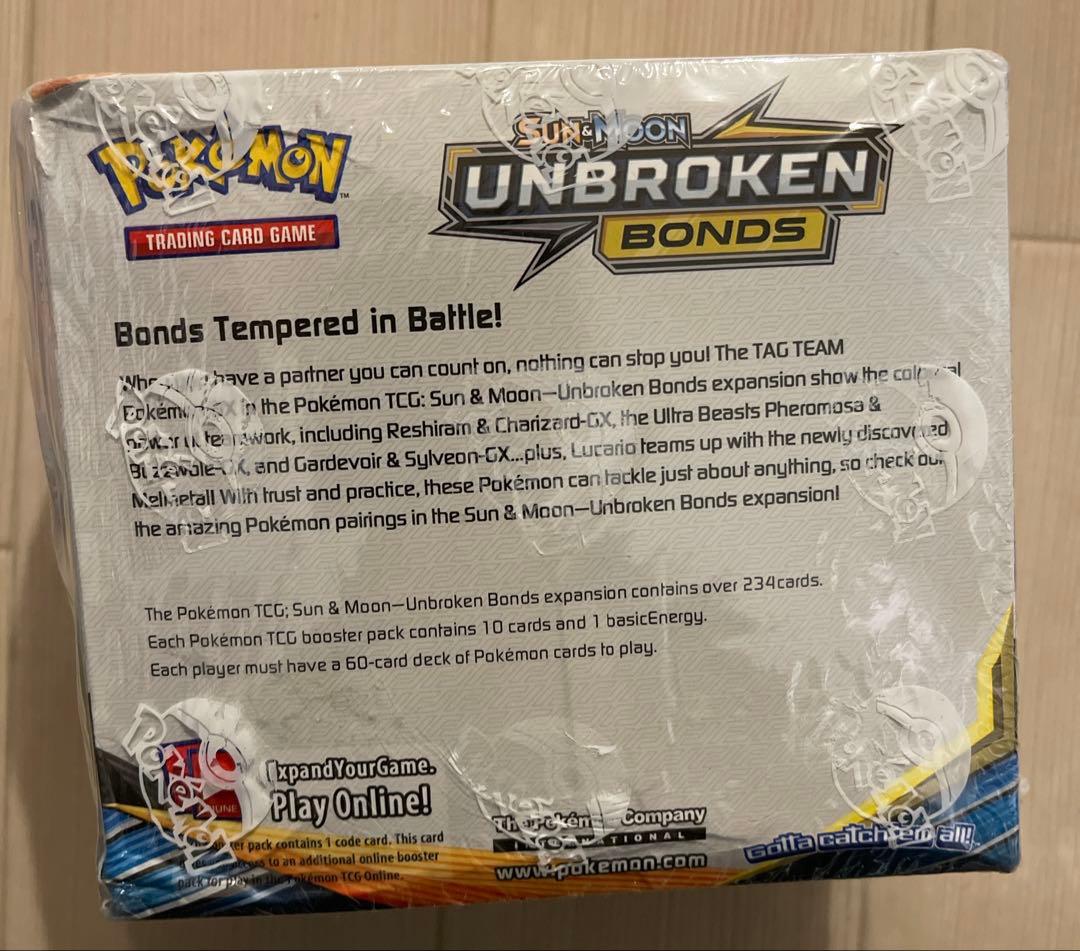 POKéMON
TRADING CARD GAME
SUN & MOON
UNBROKEN
BONDS
Bonds Tempered in Battle!
have a partner you can count on, nothing can stop you! The TAG TEAM
in the Pokémon TCG: Sun & Moon—Unbroken Bonds expansion show the
teamwork, including Reshiram & Charizard-GX, the Ultra Beasts Pheromosa &
and Gardevoir & Sylveon-GX...plus, Lucario teams up with the newly discovered
Melmetall With trust and practice, these Pokémon can tackle just about anything, so check out
the amazing Pokémon pairings in the Sun & Moon—Unbroken Bonds expansion!
The Pokémon TCG; Sun & Moon—Unbroken Bonds expansion contains over 234cards.
Each Pokémon TCG booster pack contains 10 cards and 1 basicEnergy.
Each player must have a 60-card deck of Pokémon cards to play.
ExpandYourGame.
Play Online!
pack contains 1 code card. This card
to an additional online booster
pack for play in the Pokémon TCG Online.
The Pokémon Company
INTERNATIONAL
www.pokemon.com
Gotta catch 'em all!